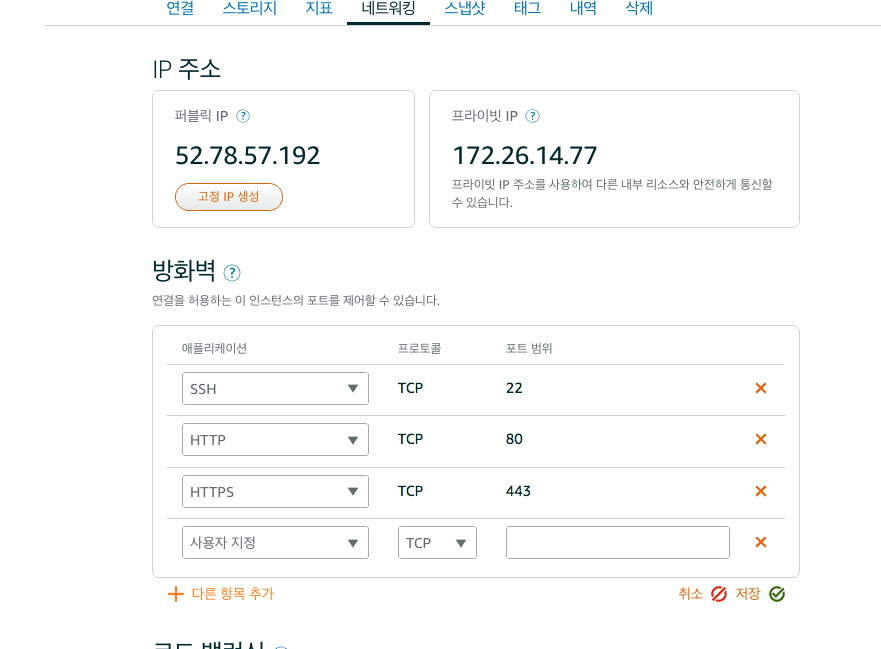 연결 스토리지 지표 네트워킹 스냅샷 태그 내역 삭제
IP 주소
퍼블릭 IP ?
52.78.57.192
고정 IP 생성
프라이빗 IP ?
172.26.14.77
프라이빗 IP 주소를 사용하여 다른 내부 리소스와 안전하게 통신할
수 있습니다.
방화벽 ?
연결을 허용하는 이 인스턴스의 포트를 제어할 수 있습니다.
애플리케이션 프로토콜 포트 범위
SSH TCP 22
HTTP TCP 80
HTTPS TCP 443
사용자 지정 TCP
다른 항목 추가 취소 저장